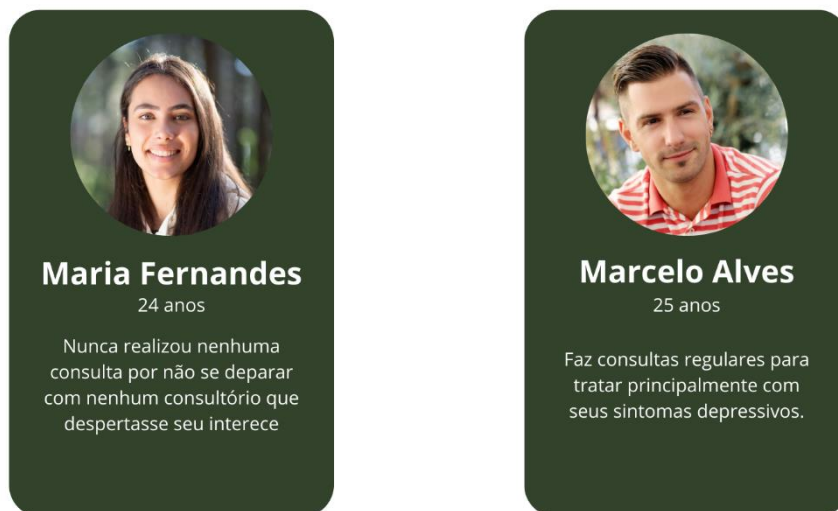 Maria Fernandes
24 anos
Nunca realizou nenhuma
consulta por não se deparar
com nenhum consultório que
despertasse seu interece
Marcelo Alves
25 anos
Faz consultas regulares para
tratar principalmente com
seus sintomas depressivos.